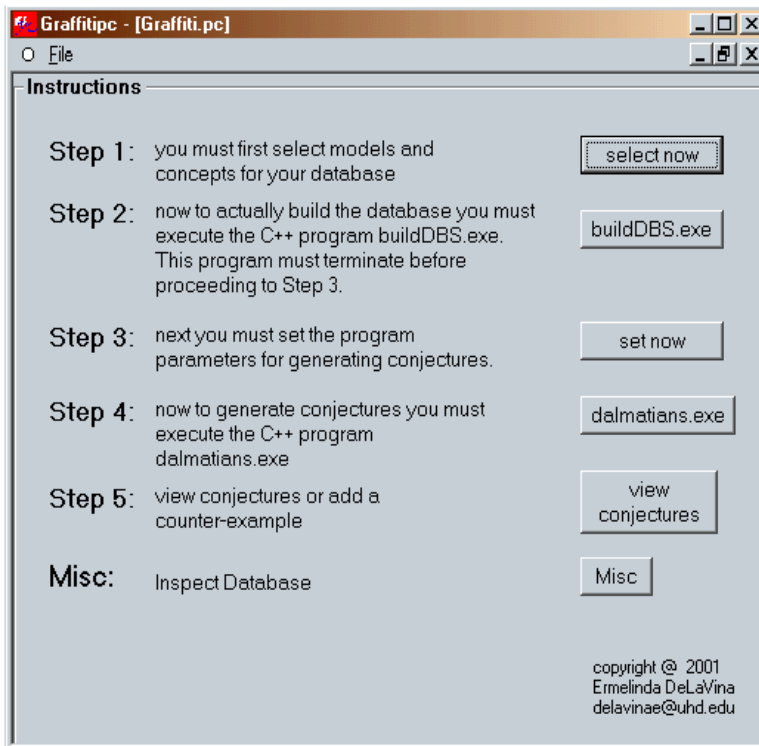 Graffitipc - [Graffiti.pc]
File
Instructions
Step 1: you must first select models and
concepts for your database
select now
Step 2: now to actually build the database you must
execute the C++ program buildDBS.exe.
This program must terminate before
proceeding to Step 3.
buildDBS.exe
Step 3: next you must set the program
parameters for generating conjectures.
set now
Step 4: now to generate conjectures you must
execute the C++ program
dalmatians.exe
dalmatians.exe
Step 5: view conjectures or add a
counter-example
view
conjectures
Misc: Inspect Database
Misc
copyright @ 2001
Ermelinda DeLaVina
delavinae@uhd.edu